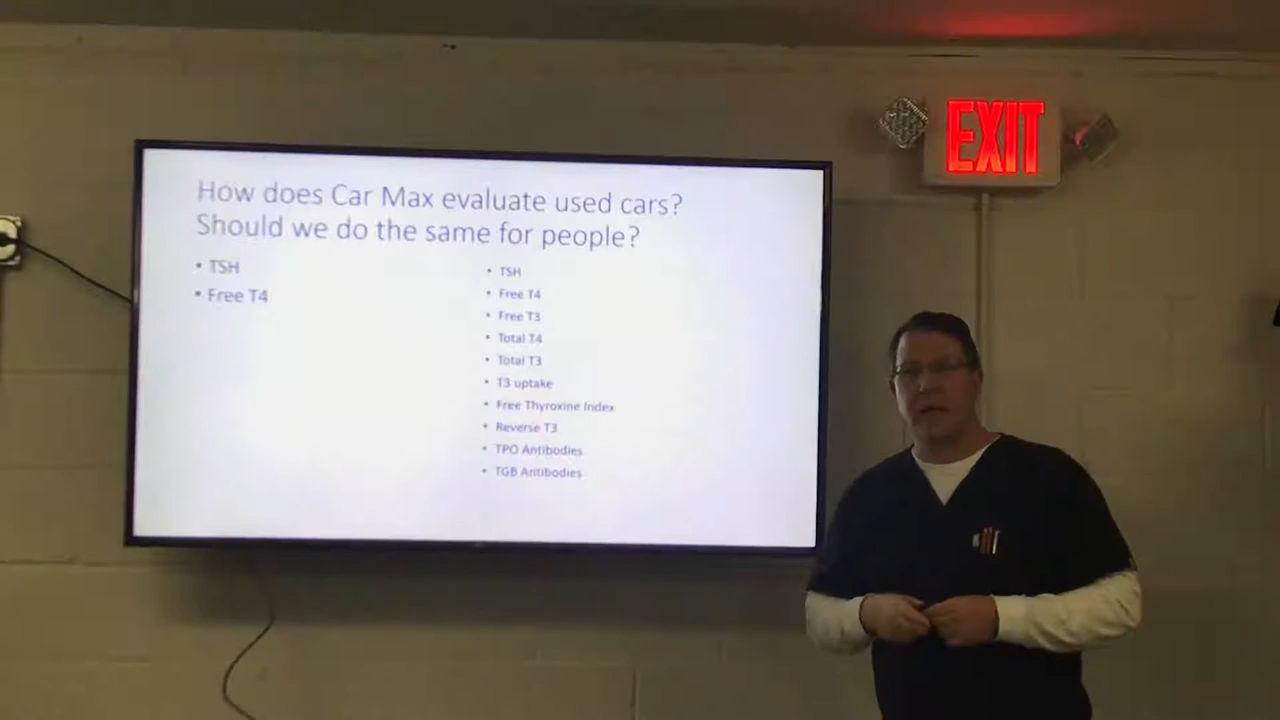 How does Car Max evaluate used cars?
Should we do the same for people?
• TSH
• Free T4
• TSH
• Free T4
• Free T3
• Total T4
• Total T3
• T3 uptake
• Free Thyroxine Index
• Reverse T3
• TPO Antibodies
• TGB Antibodies
EXIT